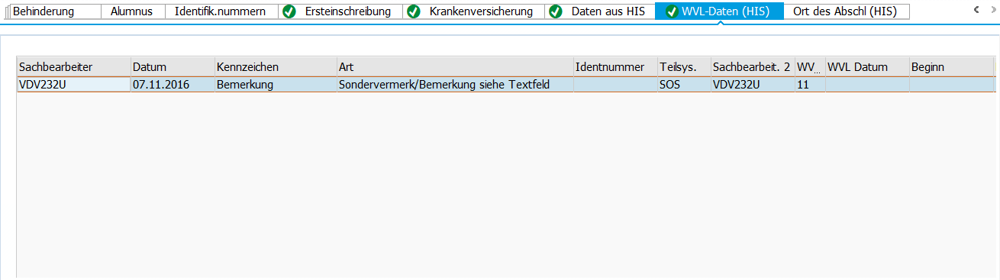 Behinderung Alumnus Identifik.nummern Ersteinschreibung Krankenversicherung Daten aus HIS WVL-Daten (HIS) Ort des Abschl (HIS)
Sachbearbeiter Datum Kennzeichen Art Identnummer Teilsys. Sachbearbeit. 2 WV... WVL Datum Beginn
VDV232U 07.11.2016 Bemerkung Sondervermerk/Bemerkung siehe Textfeld SOS VDV232U 11